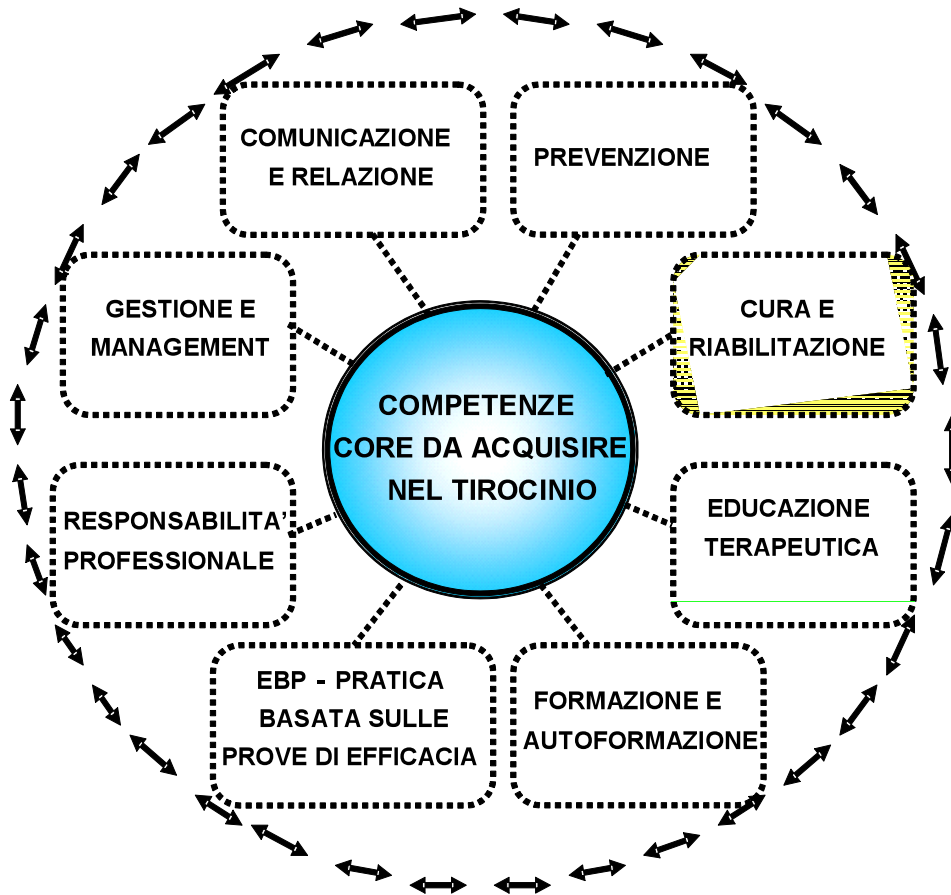 COMUNICAZIONE
E RELAZIONE
PREVENZIONE
GESTIONE E
MANAGEMENT
CURA E
RIABILITAZIONE
COMPETENZE
CORE DA ACQUISIRE
NEL TIROCINIO
RESPONSABILITA’
PROFESSIONALE
EDUCAZIONE
TERAPEUTICA
EBP - PRATICA
BASATA SULLE
PROVE DI EFFICACIA
FORMAZIONE E
AUTOFORMAZIONE